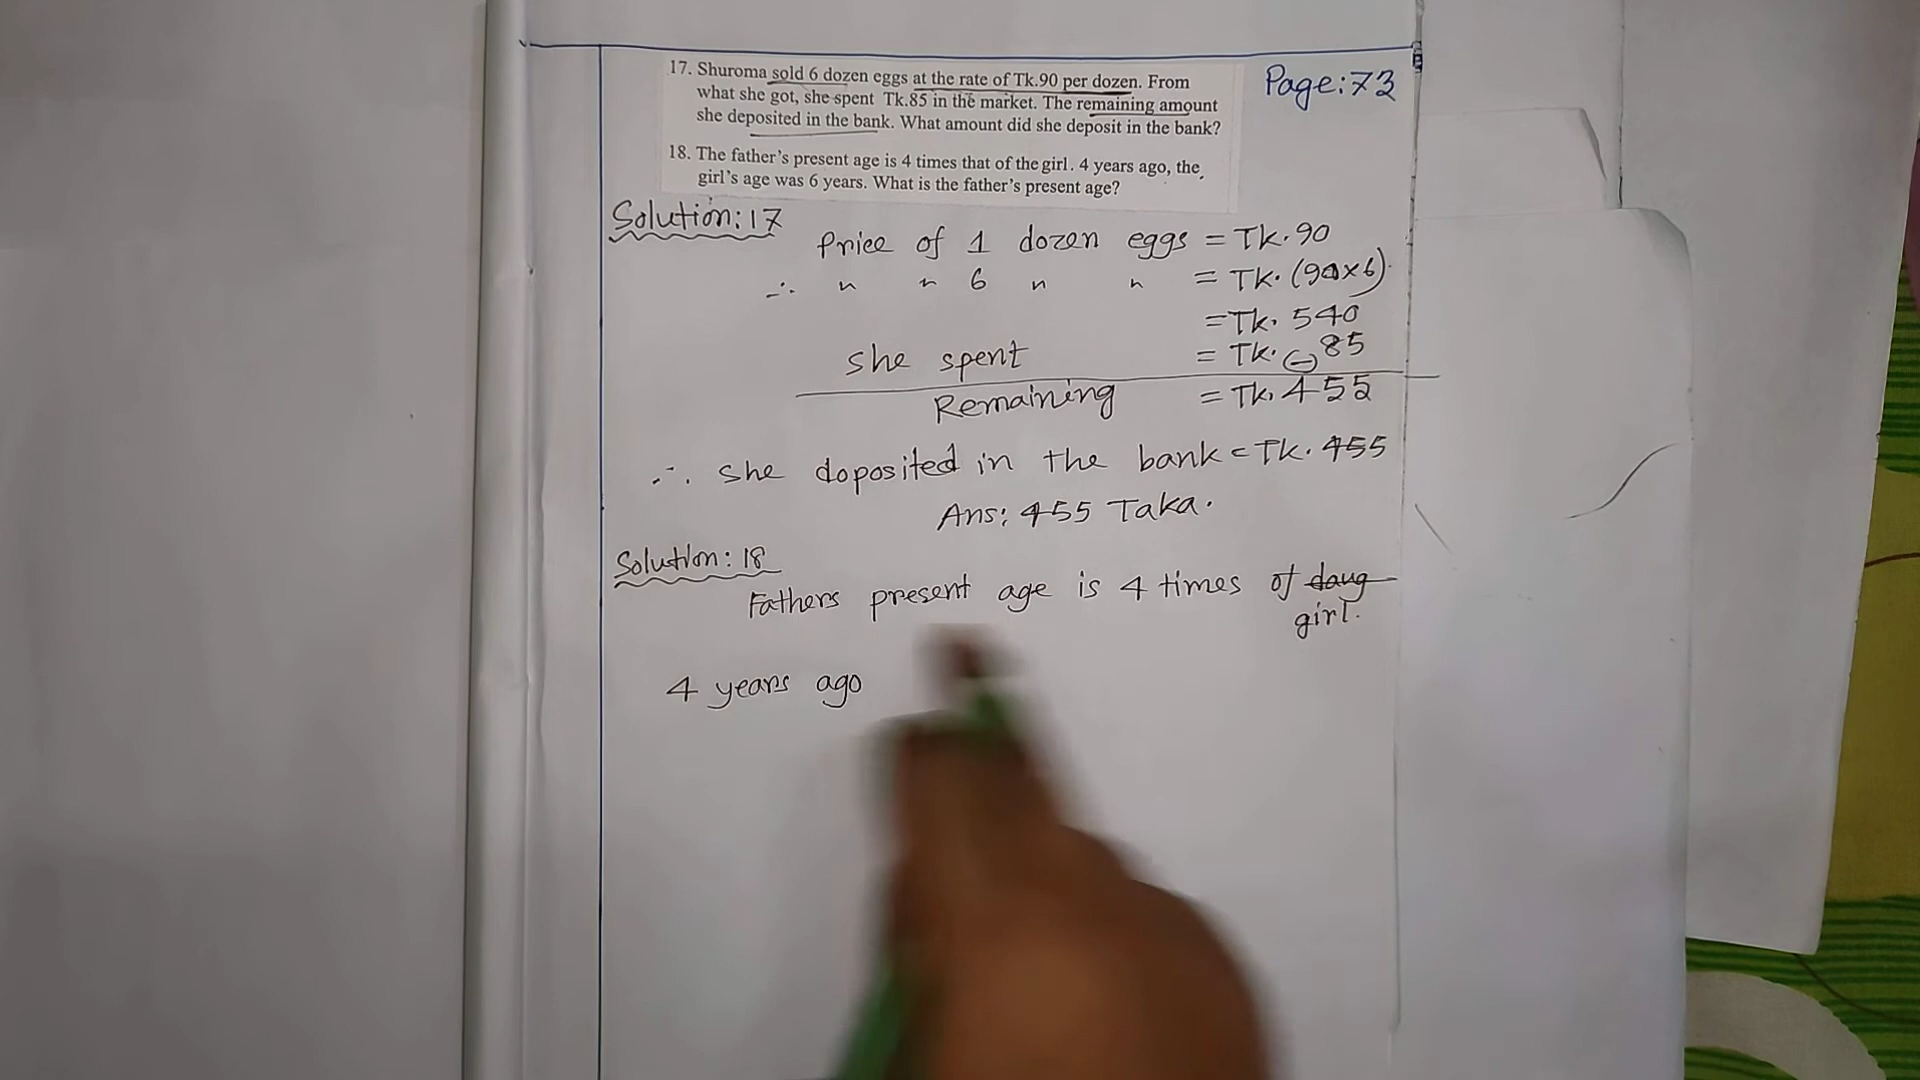 17. Shuroma sold 6 dozen eggs at the rate of Tk.90 per dozen. From
what she got, she spent Tk.85 in the market. The remaining amount
she deposited in the bank. What amount did she deposit in the bank?
18. The father's present age is 4 times that of the girl. 4 years ago, the
girl's age was 6 years. What is the father's present age?
Page:73
Solution:17
Price of 1 dozen eggs = Tk.90
∴ " " 6 " " = Tk. (90×6)
=Tk. 540
she spent = Tk. (-) 85
Remaining = Tk. 455
∴ she doposited in the bank = Tk. 455
Ans: 455 Taka.
Solution: 18
Fathers present age is 4 times of daug
girl.
4 years ago